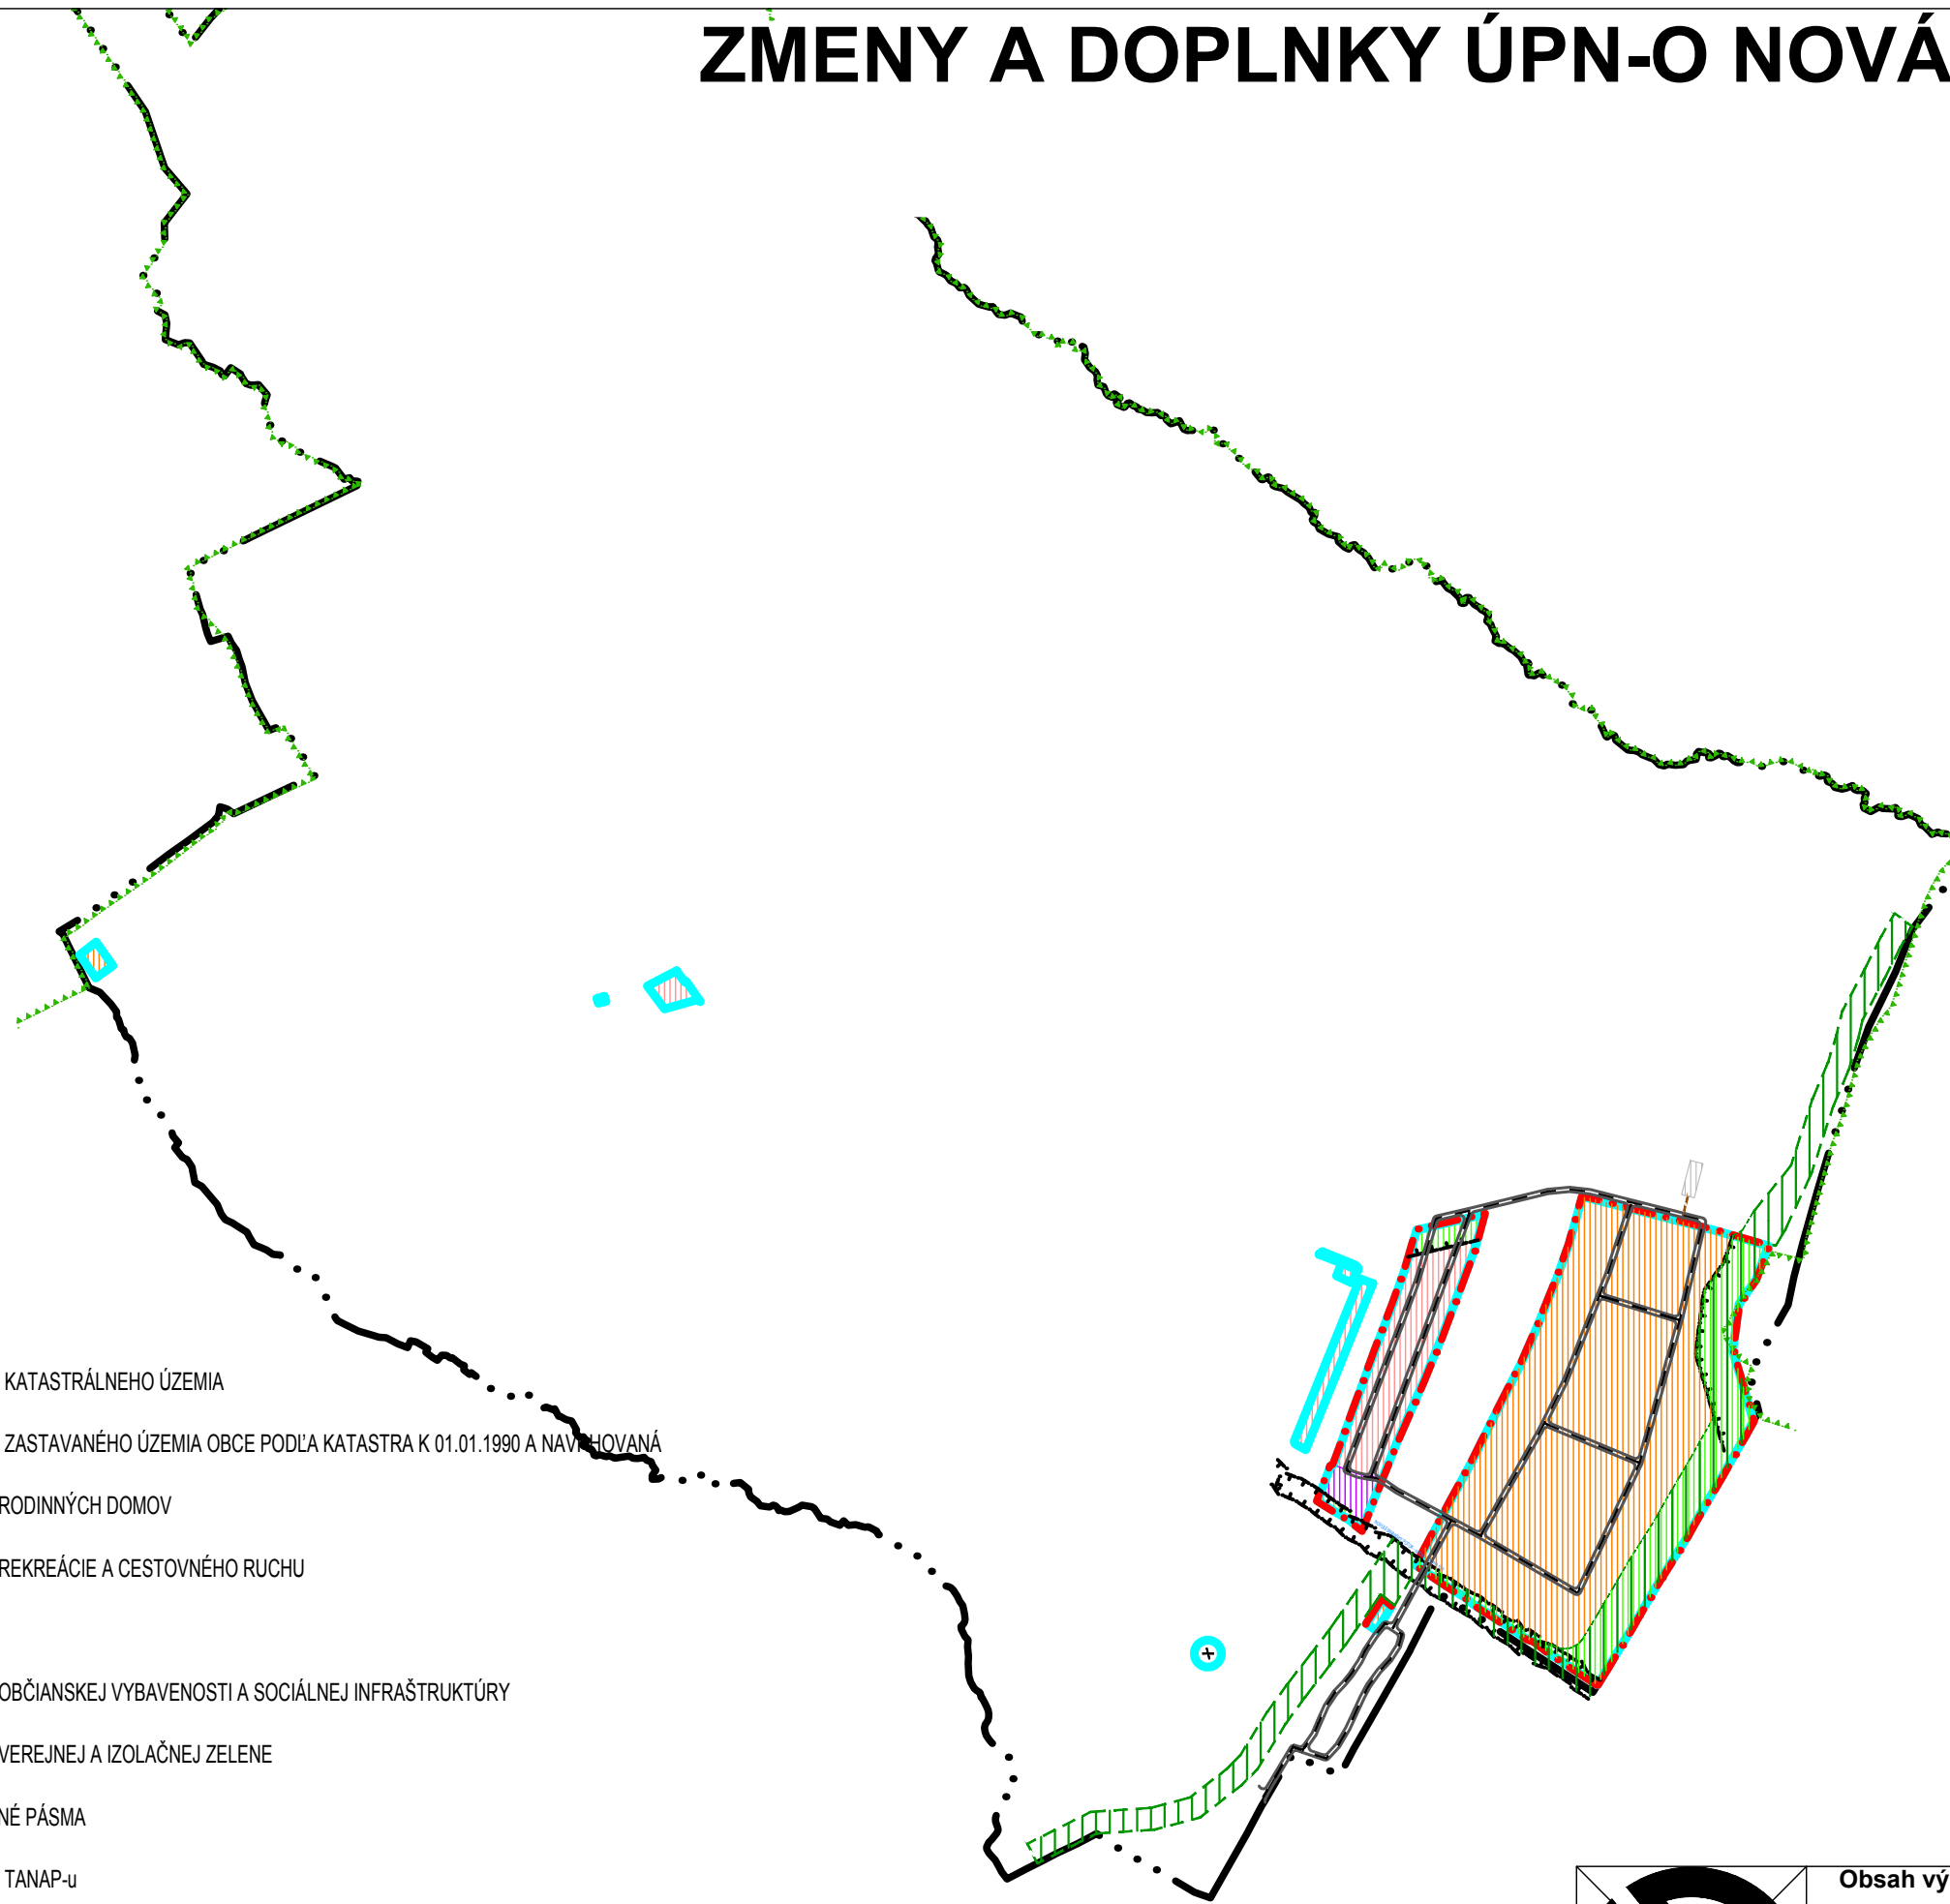 ZMENY A DOPLNKY ÚPN-O NOVÁ
KATASTRÁLNEHO ÚZEMIA
ZASTAVANÉHO ÚZEMIA OBCE PODĽA KATASTRA K 01.01.1990 A NAVRHOVANÁ
RODINNÝCH DOMOV
REKREÁCIE A CESTOVNÉHO RUCHU
OBČIANSKEJ VYBAVENOSTI A SOCIÁLNEJ INFRAŠTRUKTÚRY
VEREJNEJ A IZOLAČNEJ ZELENE
NÉ PÁSMA
TANAP-u
Obsah vý